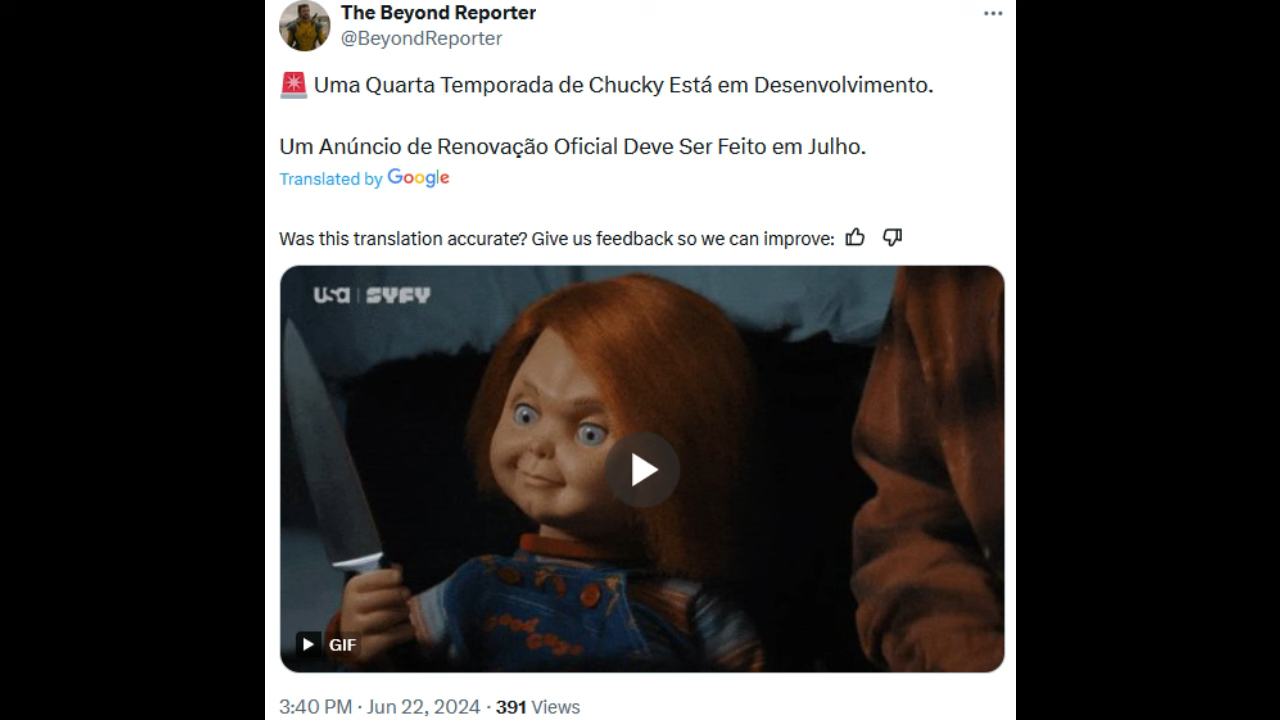 The Beyond Reporter
@BeyondReporter
🚨 Uma Quarta Temporada de Chucky Está em Desenvolvimento.
Um Anúncio de Renovação Oficial Deve Ser Feito em Julho.
Translated by Google
Was this translation accurate? Give us feedback so we can improve:
USA | SYFY
Good Guys
GIF
3:40 PM · Jun 22, 2024 · 391 Views